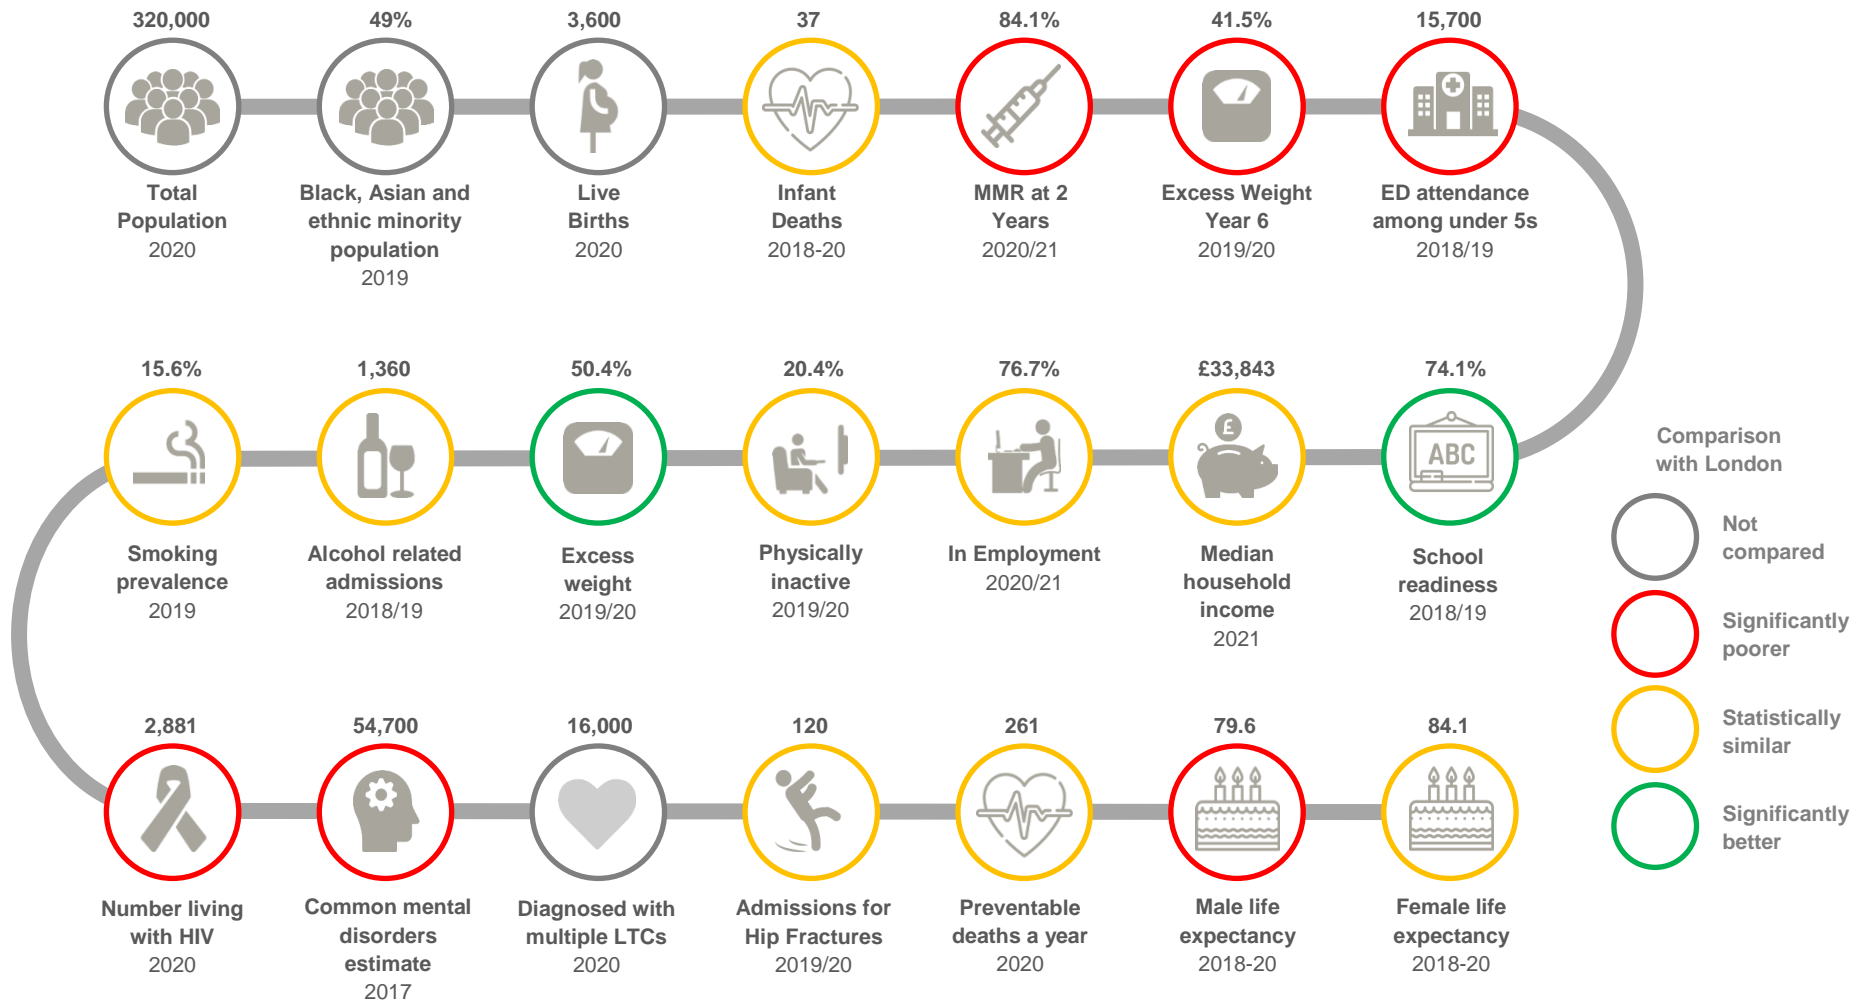 320,000
Total
Population
2020
49%
Black, Asian and
ethnic minority
population
2019
3,600
Live
Births
2020
37
Infant
Deaths
2018-20
84.1%
MMR at 2
Years
2020/21
41.5%
Excess Weight
Year 6
2019/20
15,700
ED attendance
among under 5s
2018/19
15.6%
Smoking
prevalence
2019
1,360
Alcohol related
admissions
2018/19
50.4%
Excess
weight
2019/20
20.4%
Physically
inactive
2019/20
76.7%
In Employment
2020/21
£33,843
£
Median
household
income
2021
74.1%
ABC
School
readiness
2018/19
2,881
Number living
with HIV
2020
54,700
Common mental
disorders
estimate
2017
16,000
Diagnosed with
multiple LTCs
2020
120
Admissions for
Hip Fractures
2019/20
261
Preventable
deaths a year
2020
79.6
Male life
expectancy
2018-20
84.1
Female life
expectancy
2018-20
Comparison
with London
Not
compared
Significantly
poorer
Statistically
similar
Significantly
better